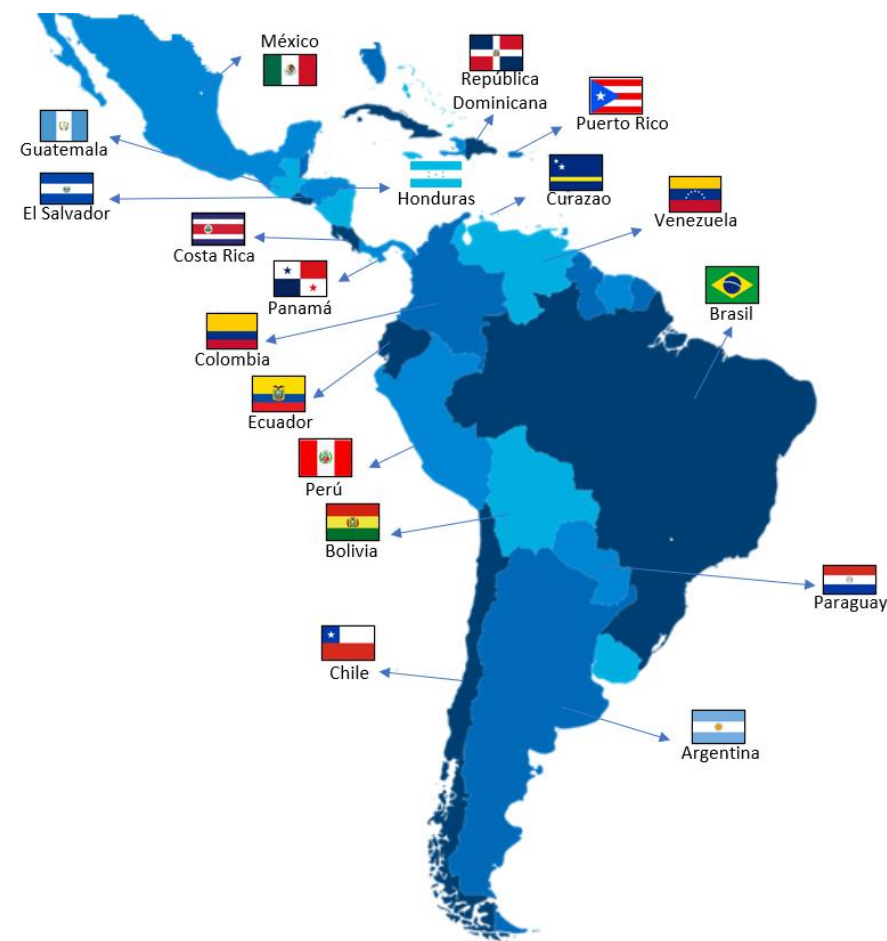 México
República
Dominicana
Puerto Rico
Guatemala
El Salvador
Honduras
Curazao
Venezuela
Costa Rica
Panamá
Brasil
Colombia
Ecuador
Perú
Bolivia
Paraguay
Chile
Argentina